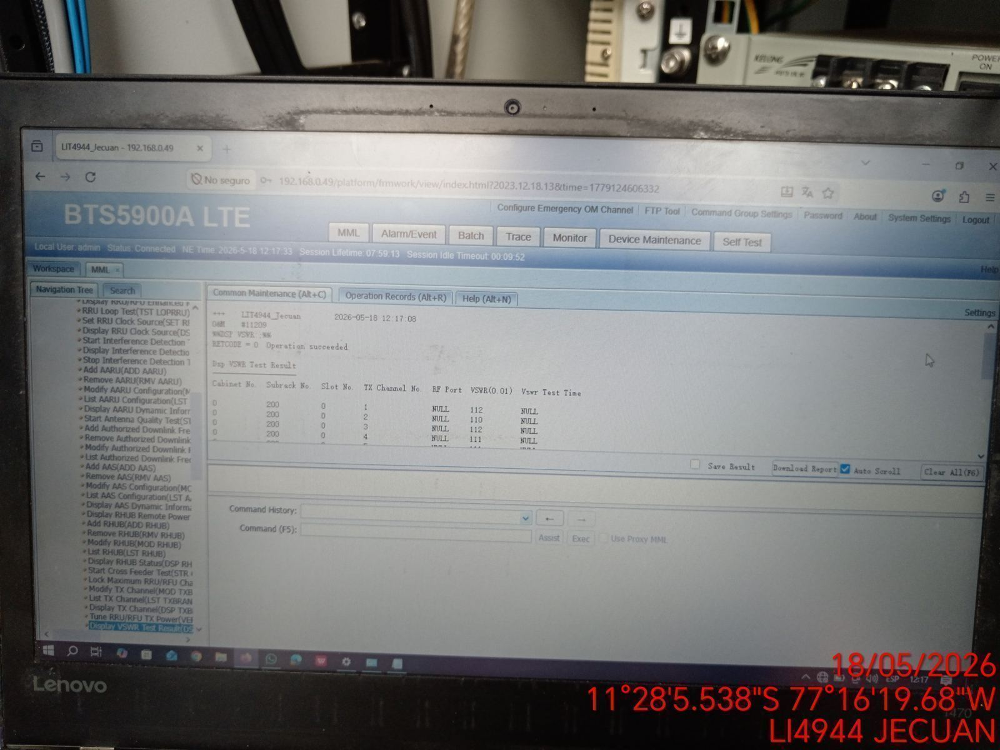 KELONG
POWER
ON
LIT4944_Jecuan - 192.168.0.49
No seguro
192.168.0.49/platform/frmwork/view/index.html?2023.12.18.13&time=1779124606332
BTS5900A LTE
Configure Emergency OM Channel | FTP Tool | Command Group Settings | Password | About | System Settings | Logout
MML Alarm/Event Batch Trace Monitor Device Maintenance Self Test
Local User: admin Status: Connected NE Time: 2026-5-18 12:17:33 Session Lifetime: 07:59:13 Session Idle Timeout: 00:09:52
Workspace MML Help
Navigation Tree Search
Common Maintenance (Alt+C) Operation Records (Alt+R) Help (Alt+N)
Settings
RRU Loop Test(TST LOPRRU)
Set RRU Clock Source(SET RI
Display RRU Clock Source(DS
Start Interference Detection
Display Interference Detectio
Stop Interference Detection T
Add AARU(ADD AARU)
Remove AARU(RMV AARU)
Modify AARU Configuration(M
List AARU Configuration(LST
Display AARU Dynamic Inforr
Start Antenna Quality Test(ST
Add Authorized Downlink Fre
Remove Authorized Downlink
Modify Authorized Downlink F
List Authorized Downlink Frec
Add AAS(ADD AAS)
Remove AAS(RMV AAS)
Modify AAS Configuration(MC
List AAS Configuration(LST A
Display AAS Dynamic Inform
Display RHUB Remote Power
Add RHUB(ADD RHUB)
Remove RHUB(RMV RHUB)
Modify RHUB(MOD RHUB)
List RHUB(LST RHUB)
Display RHUB Status(DSP RH
Start Cross Feeder Test(STR
Lock Maximum RRU/RFU Cha
Modify TX Channel(MOD TXB
List TX Channel(LST TXBRAN
Display TX Channel(DSP TXB
Tune RRU/RFU TX Power(VEI
Display VSWR Test Result(DS
+++ LIT4944_Jecuan 2026-05-18 12:17:08
O&M #11209
%%DSP VSWR:;%%
RETCODE = 0 Operation succeeded
Dsp VSWR Test Result
Cabinet No. Subrack No. Slot No. TX Channel No. RF Port VSWR(0.01) Vswr Test Time
0 200 0 1 NULL 112 NULL
0 200 0 2 NULL 110 NULL
0 200 0 3 NULL 112 NULL
0 200 0 4 NULL 111 NULL
Save Result Download Report Auto Scroll Clear All(F6)
Command History:
Command (F5):
Assist Exec Use Proxy MML
ESP 12:17
Lenovo
T470
18/05/2026
11°28'5.538"S 77°16'19.68"W
LI4944 JECUAN